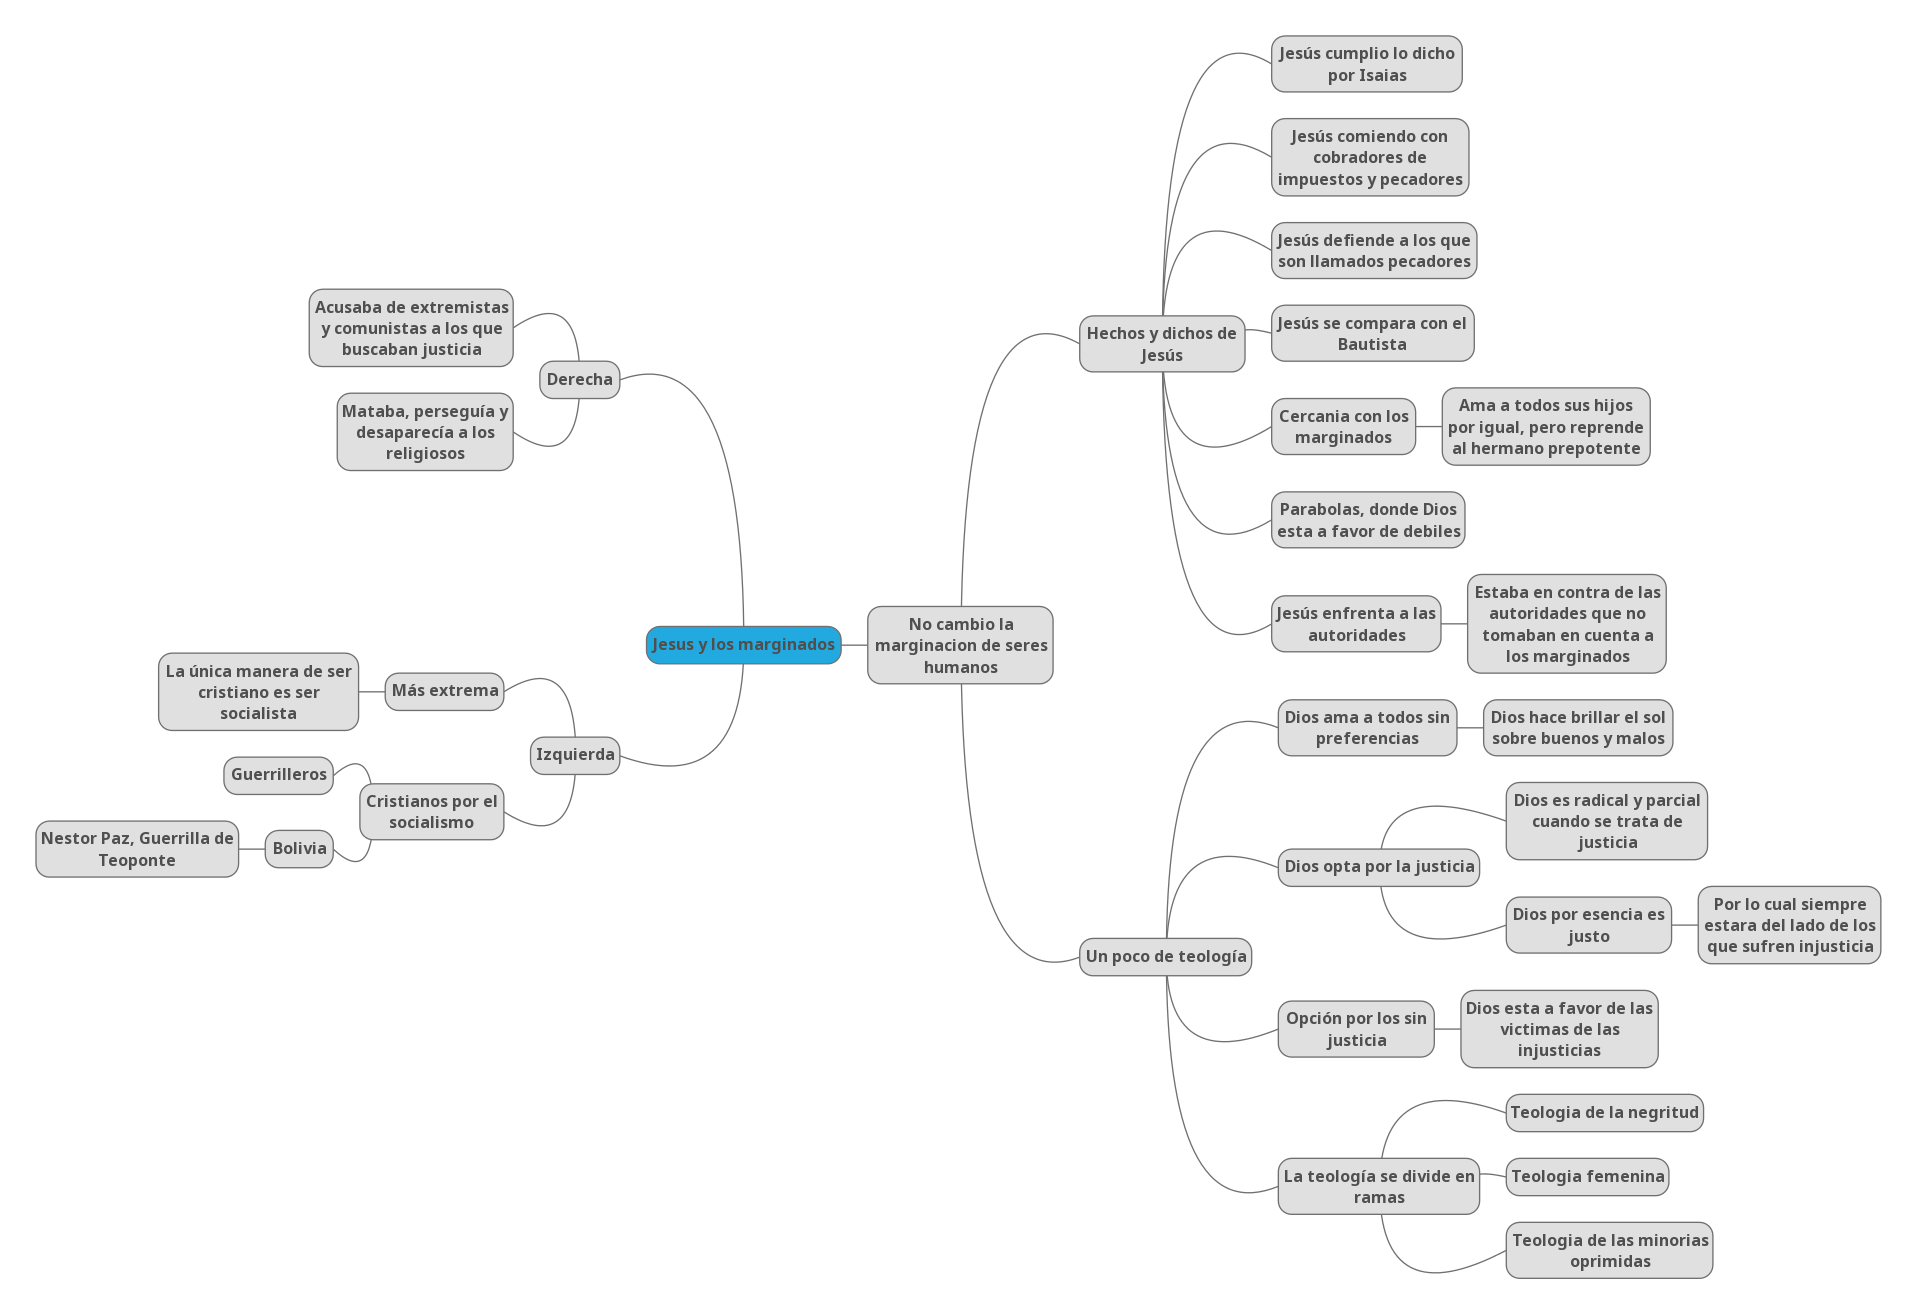 Jesus y los marginados
Derecha
Acusaba de extremistas
y comunistas a los que
buscaban justicia
Mataba, perseguía y
desaparecía a los
religiosos
Izquierda
Más extrema
La única manera de ser
cristiano es ser
socialista
Cristianos por el
socialismo
Guerrilleros
Bolivia
Nestor Paz, Guerrilla de
Teoponte
No cambio la
marginacion de seres
humanos
Hechos y dichos de
Jesús
Jesús cumplio lo dicho
por Isaias
Jesús comiendo con
cobradores de
impuestos y pecadores
Jesús defiende a los que
son llamados pecadores
Jesús se compara con el
Bautista
Cercania con los
marginados
Ama a todos sus hijos
por igual, pero reprende
al hermano prepotente
Parabolas, donde Dios
esta a favor de debiles
Jesús enfrenta a las
autoridades
Estaba en contra de las
autoridades que no
tomaban en cuenta a
los marginados
Un poco de teología
Dios ama a todos sin
preferencias
Dios hace brillar el sol
sobre buenos y malos
Dios opta por la justicia
Dios es radical y parcial
cuando se trata de
justicia
Dios por esencia es
justo
Por lo cual siempre
estara del lado de los
que sufren injusticia
Opción por los sin
justicia
Dios esta a favor de las
victimas de las
injusticias
La teología se divide en
ramas
Teologia de la negritud
Teologia femenina
Teologia de las minorias
oprimidas